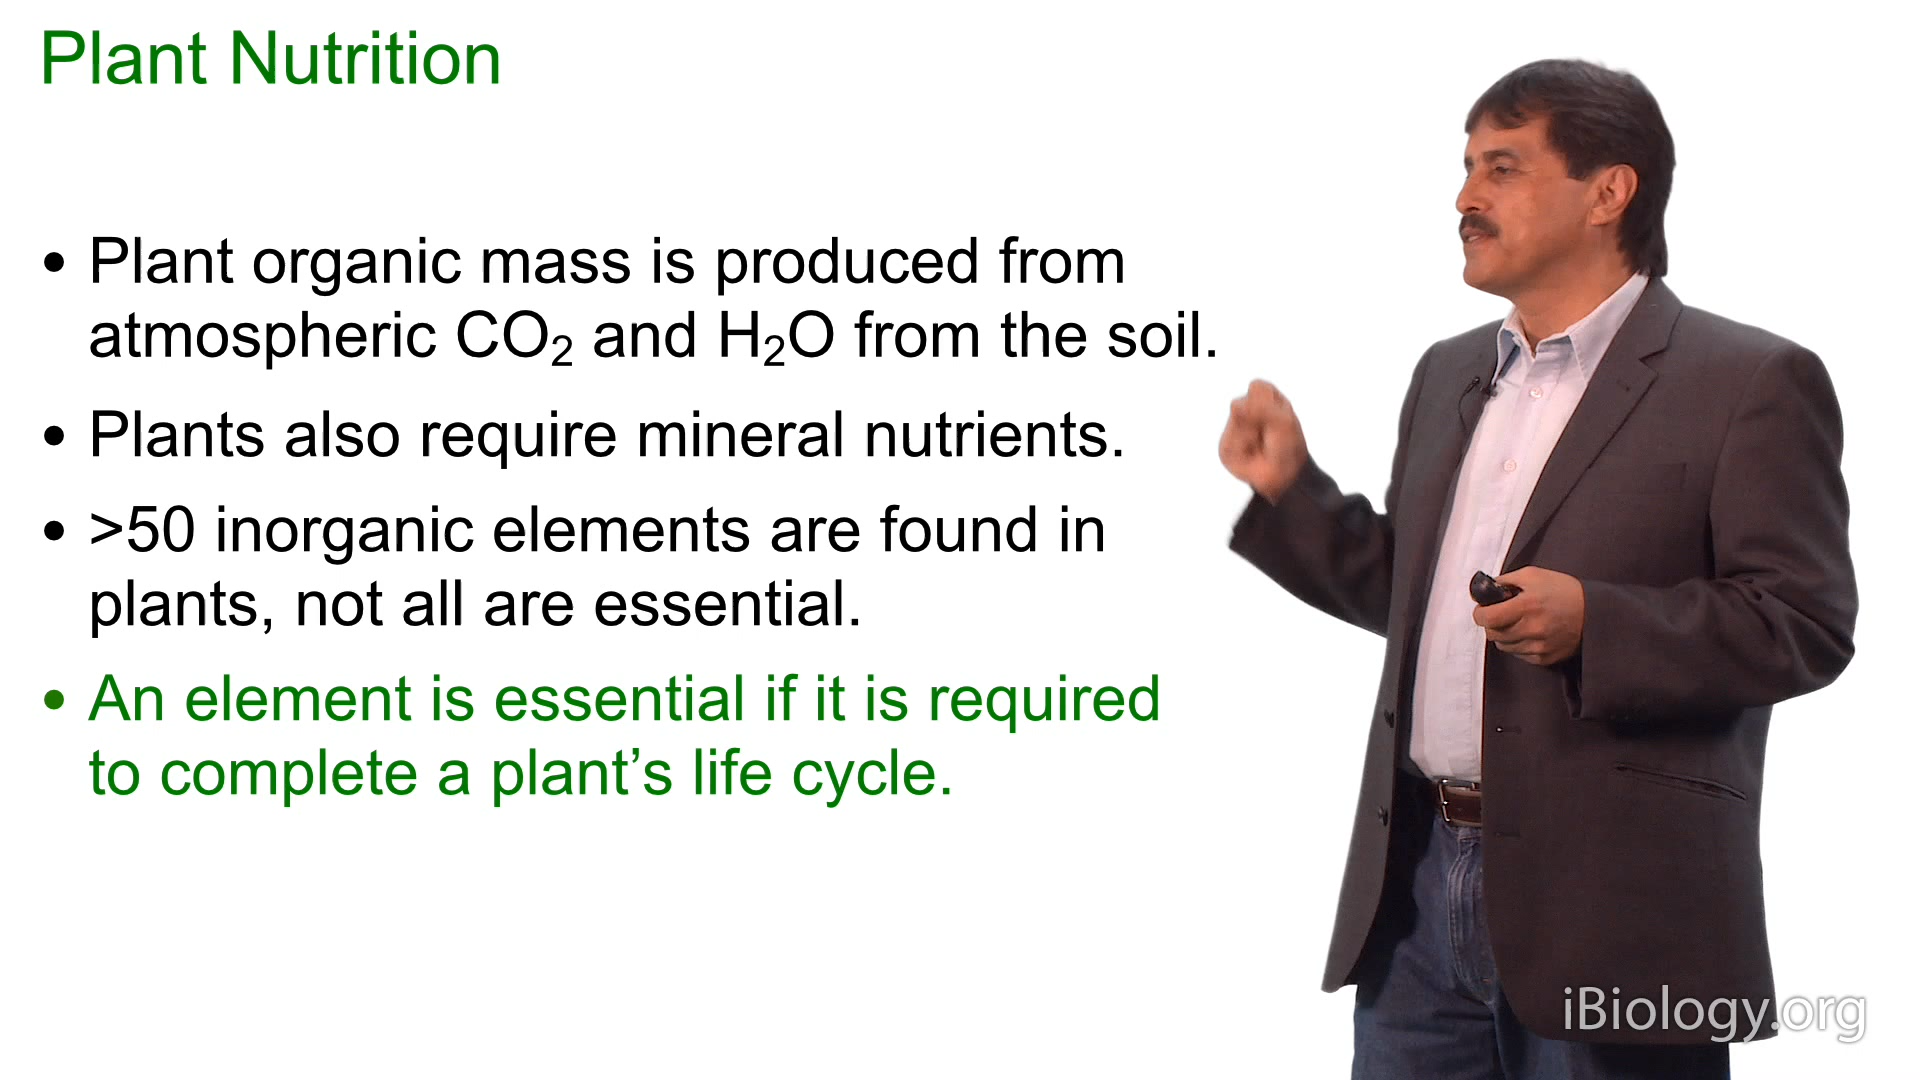 Plant Nutrition
• Plant organic mass is produced from
atmospheric CO₂ and H₂O from the soil.
• Plants also require mineral nutrients.
• >50 inorganic elements are found in
plants, not all are essential.
• An element is essential if it is required
to complete a plant’s life cycle.
iBiology.org